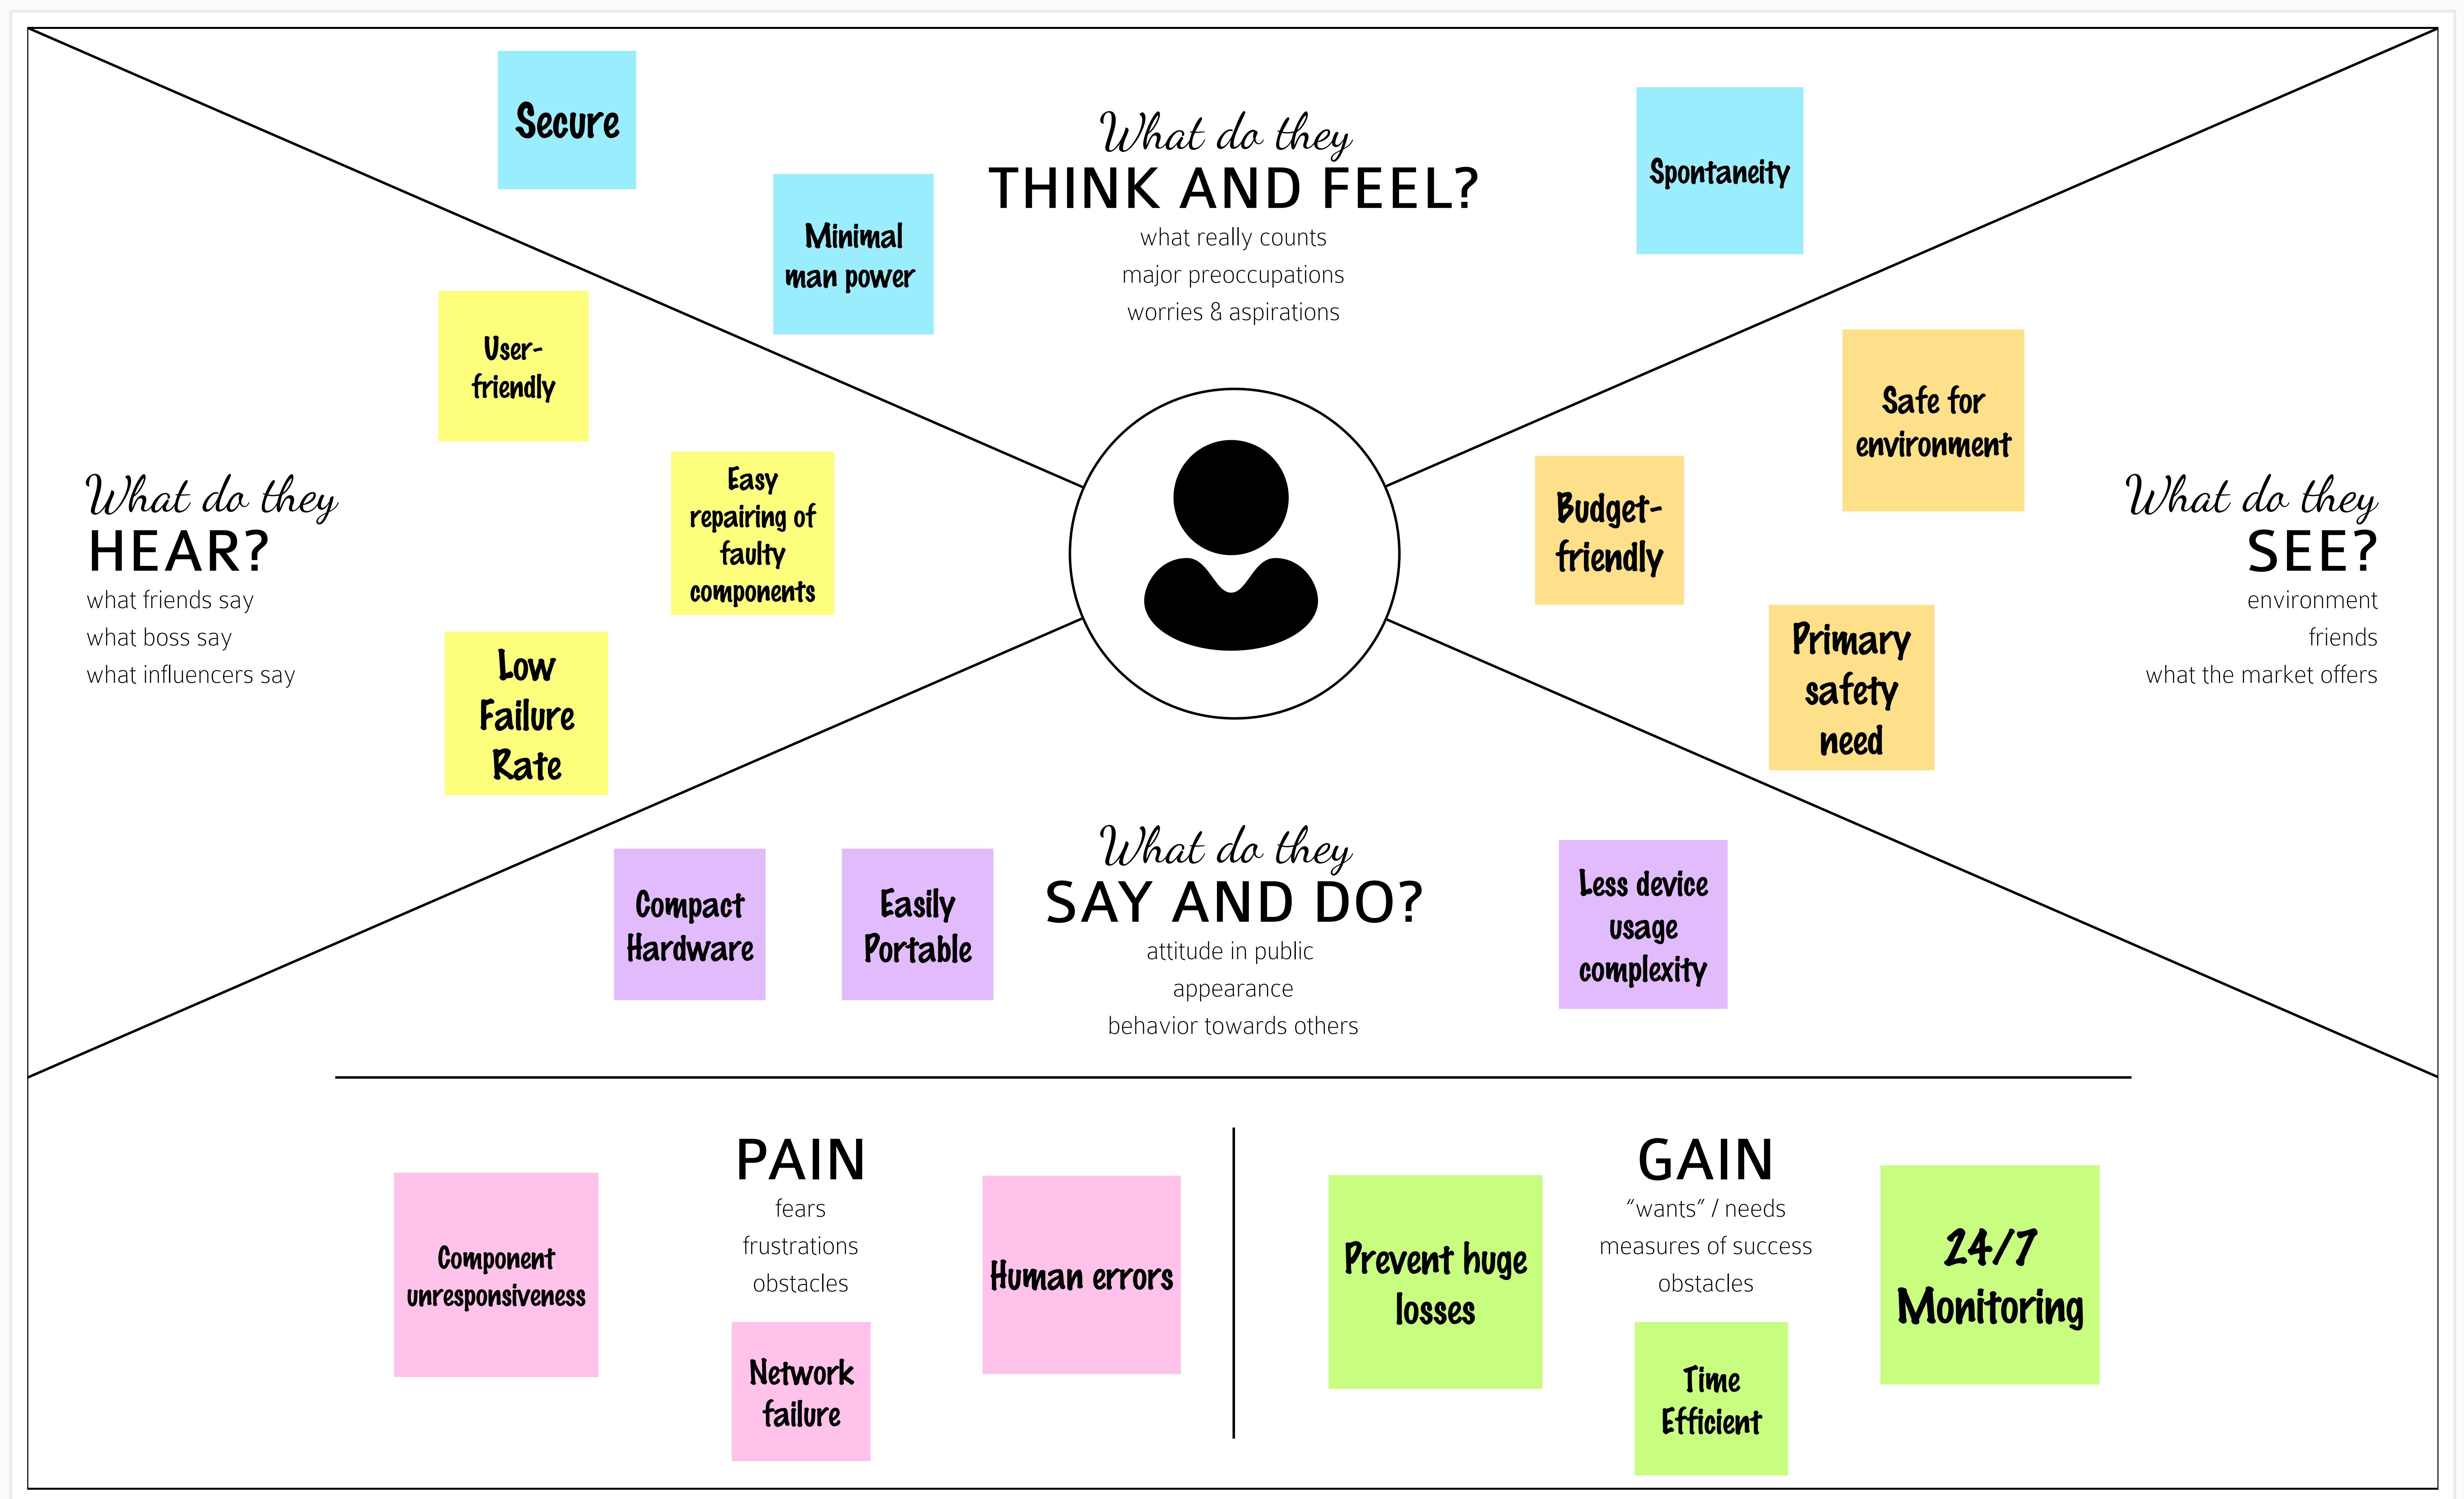 Secure
Minimal
man power
What do they
THINK AND FEEL?
what really counts
major preoccupations
worries & aspirations
Spontaneity
What do they
HEAR?
what friends say
what boss say
what influencers say
User-
friendly
Easy
repairing of
faulty
components
Low
Failure
Rate
Budget-
friendly
Safe for
environment
Primary
safety
need
What do they
SEE?
environment
friends
what the market offers
Compact
Hardware
Easily
Portable
What do they
SAY AND DO?
attitude in public
appearance
behavior towards others
Less device
usage
complexity
PAIN
fears
frustrations
obstacles
Component
unresponsiveness
Network
failure
Human errors
GAIN
“wants” / needs
measures of success
obstacles
Prevent huge
losses
Time
Efficient
24/7
Monitoring